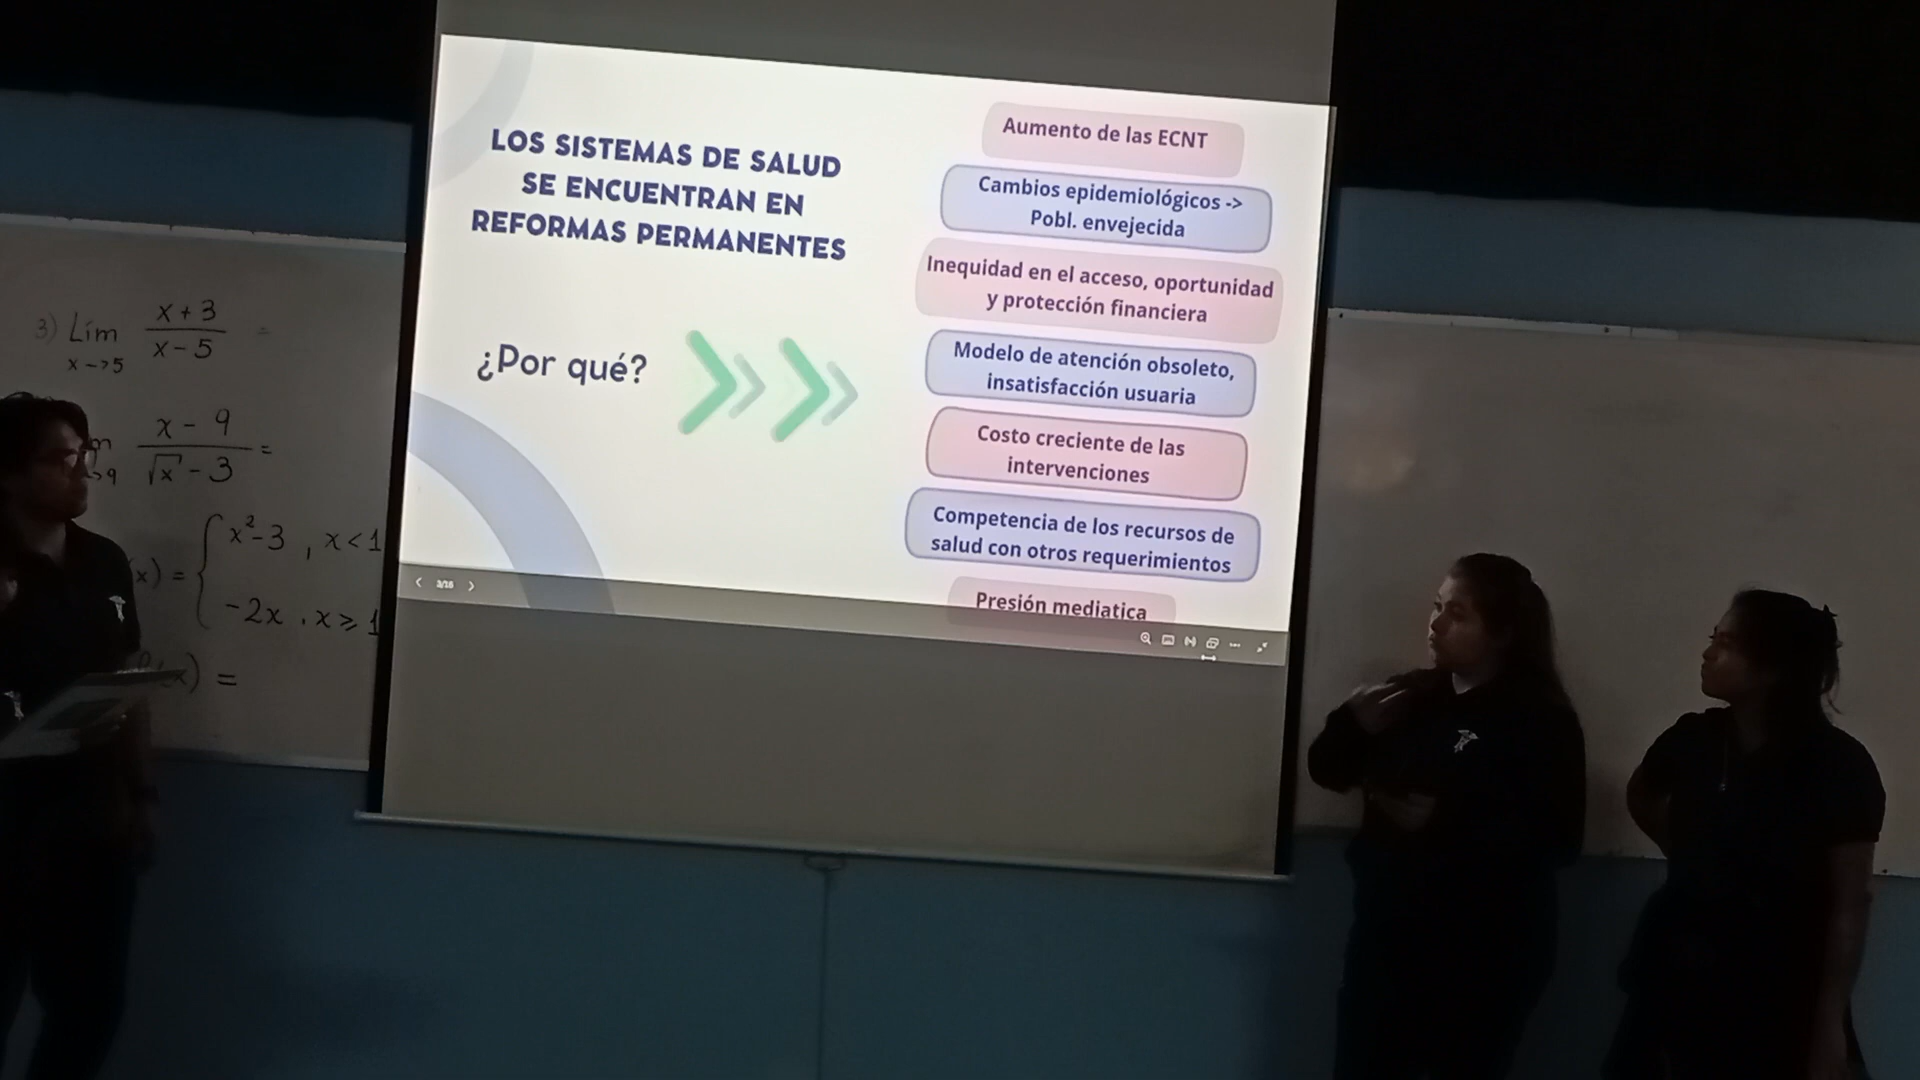 3) Lím x + 3 =
x->5 x - 5
x - 9 =
√x - 3
x) = { x² - 3 , x < 1
-2x , x ≥ 1
x) =
LOS SISTEMAS DE SALUD
SE ENCUENTRAN EN
REFORMAS PERMANENTES
¿Por qué?
Aumento de las ECNT
Cambios epidemiológicos ->
Pobl. envejecida
Inequidad en el acceso, oportunidad
y protección financiera
Modelo de atención obsoleto,
insatisfacción usuaria
Costo creciente de las
intervenciones
Competencia de los recursos de
salud con otros requerimientos
Presión mediatica